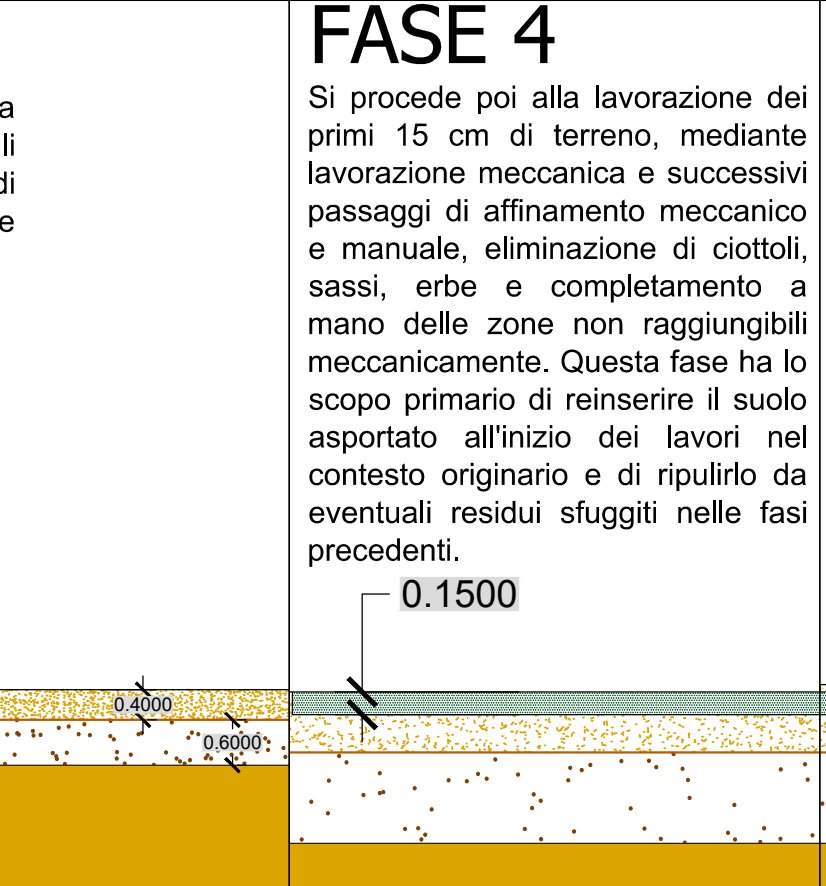 a
li
di
e
FASE 4
Si procede poi alla lavorazione dei
primi 15 cm di terreno, mediante
lavorazione meccanica e successivi
passaggi di affinamento meccanico
e manuale, eliminazione di ciottoli,
sassi, erbe e completamento a
mano delle zone non raggiungibili
meccanicamente. Questa fase ha lo
scopo primario di reinserire il suolo
asportato all'inizio dei lavori nel
contesto originario e di ripulirlo da
eventuali residui sfuggiti nelle fasi
precedenti.
0.1500
0.4000
0.6000